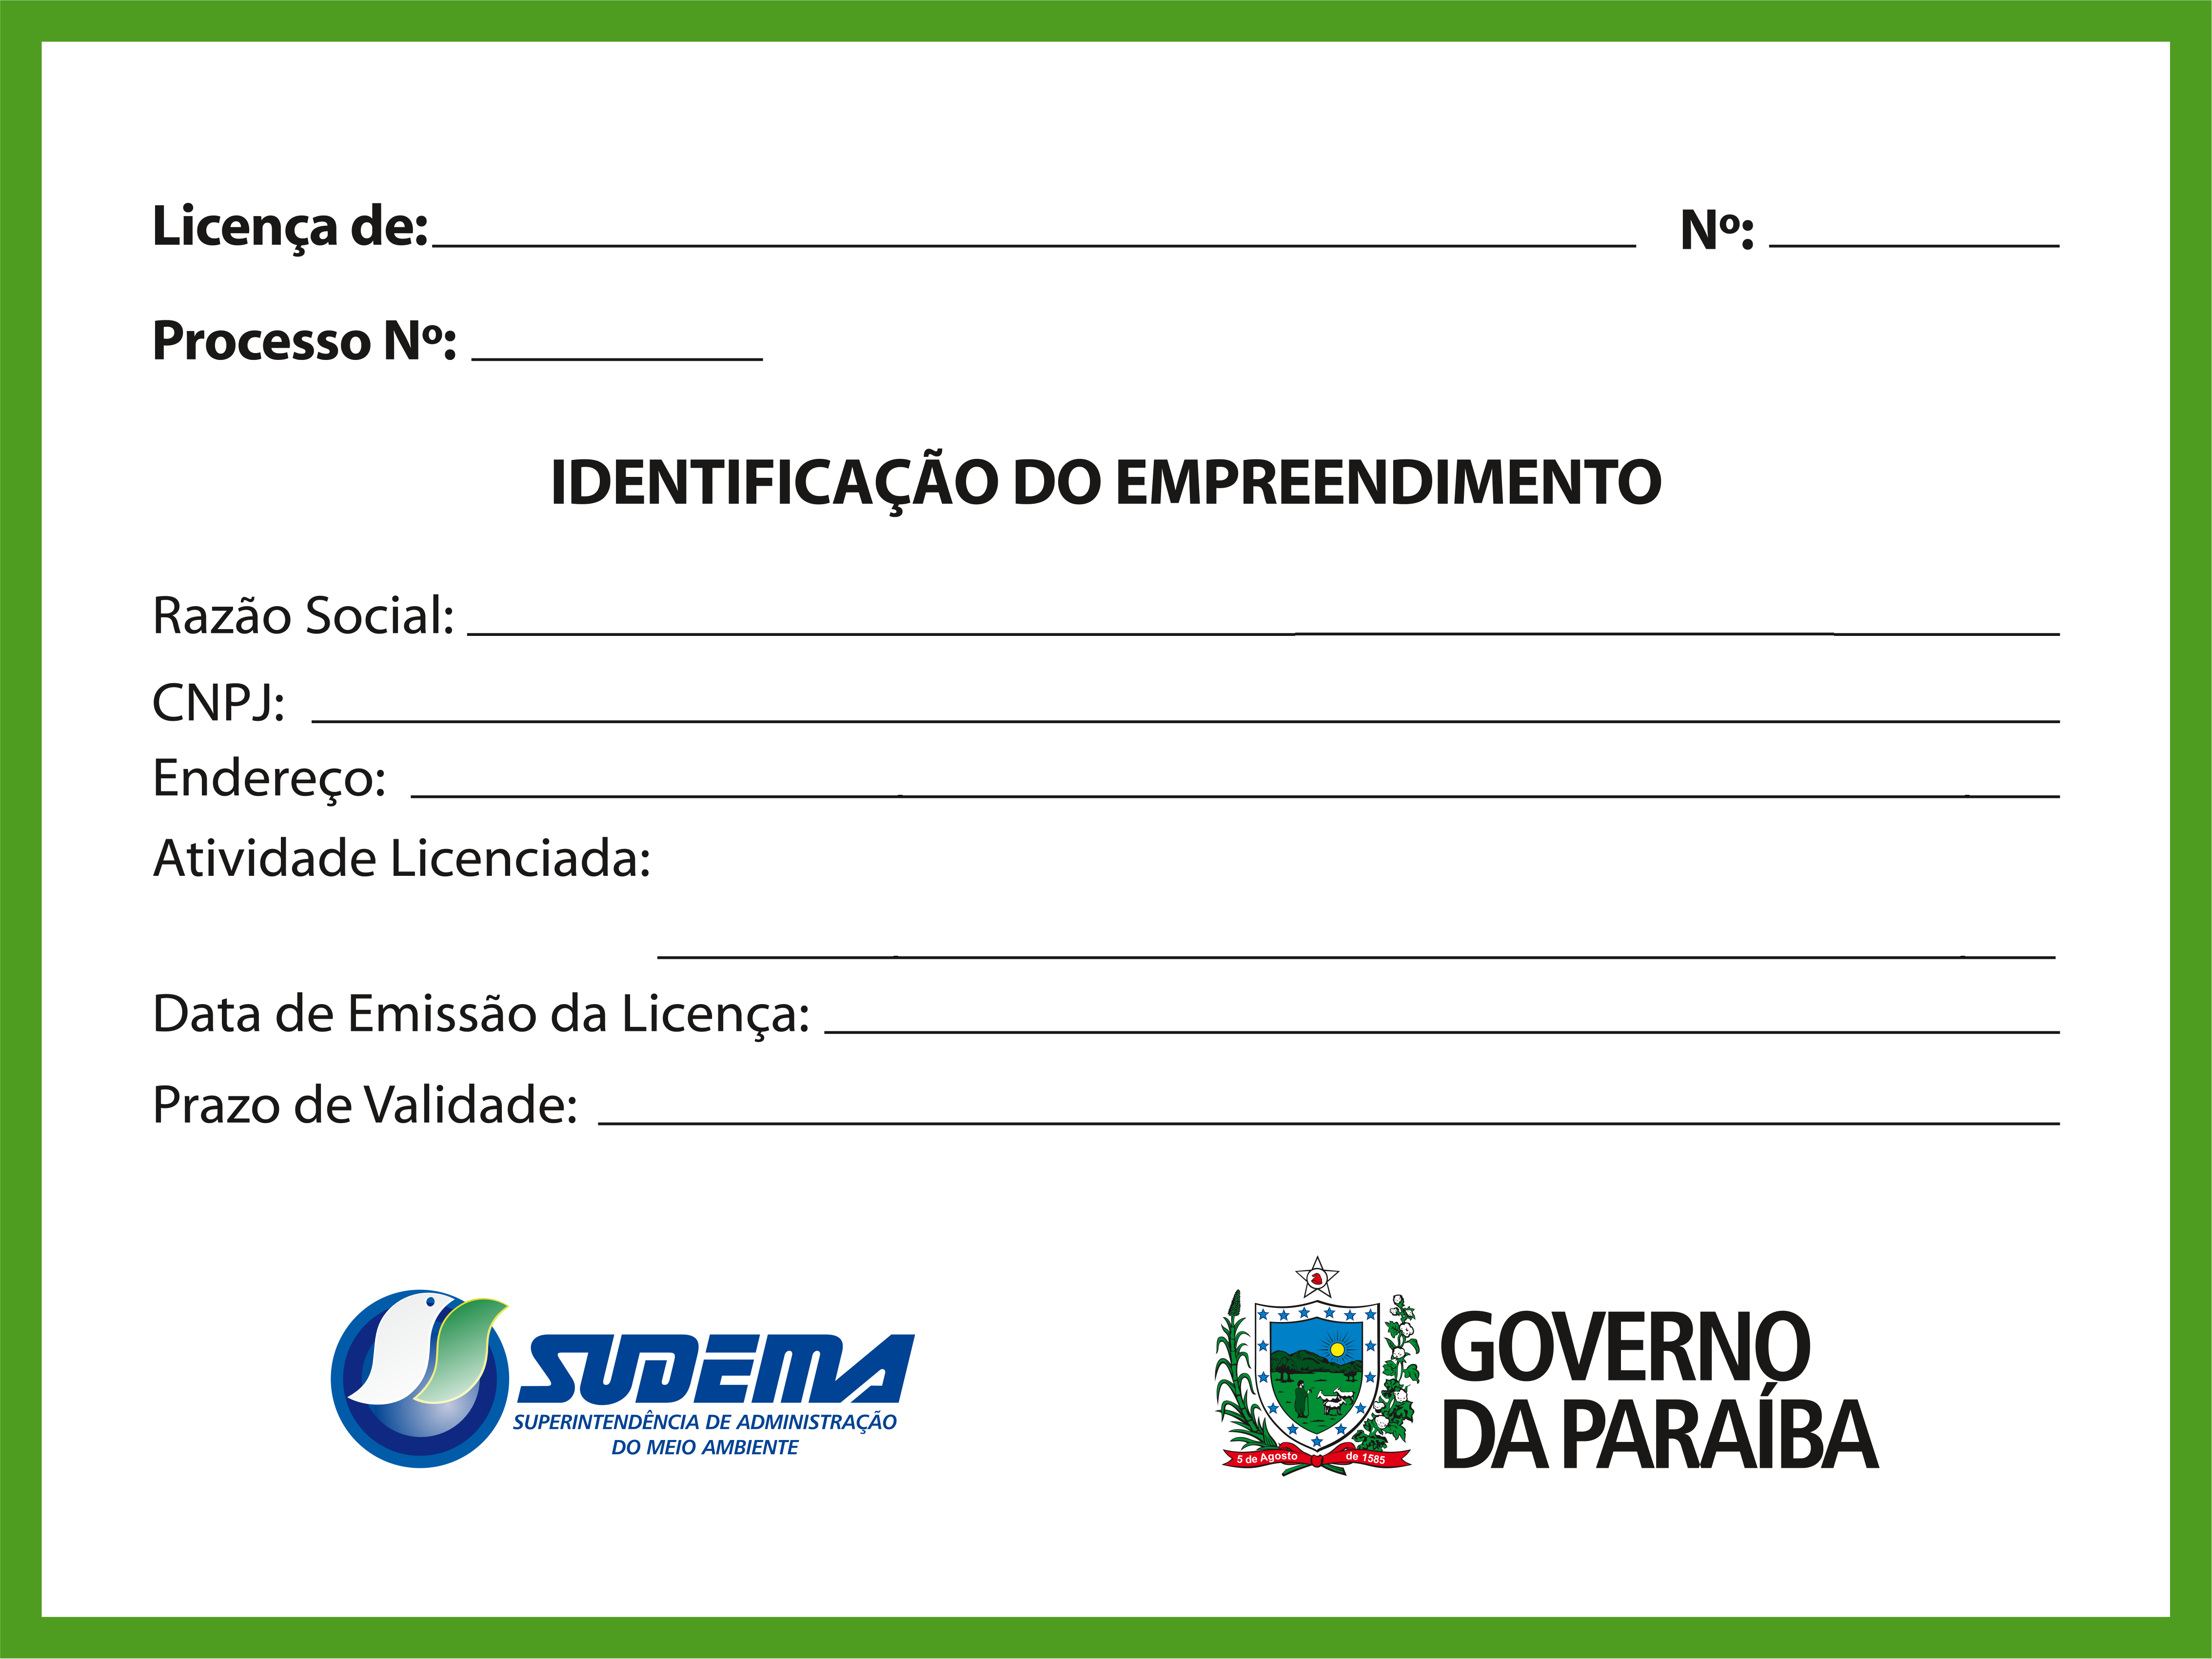 Licença de: Nº:
Processo Nº:
IDENTIFICAÇÃO DO EMPREENDIMENTO
Razão Social:
CNPJ:
Endereço:
Atividade Licenciada:
Data de Emissão da Licença:
Prazo de Validade:
SUDEMA
SUPERINTENDÊNCIA DE ADMINISTRAÇÃO
DO MEIO AMBIENTE
5 de Agosto de 1585
GOVERNO
DA PARAÍBA